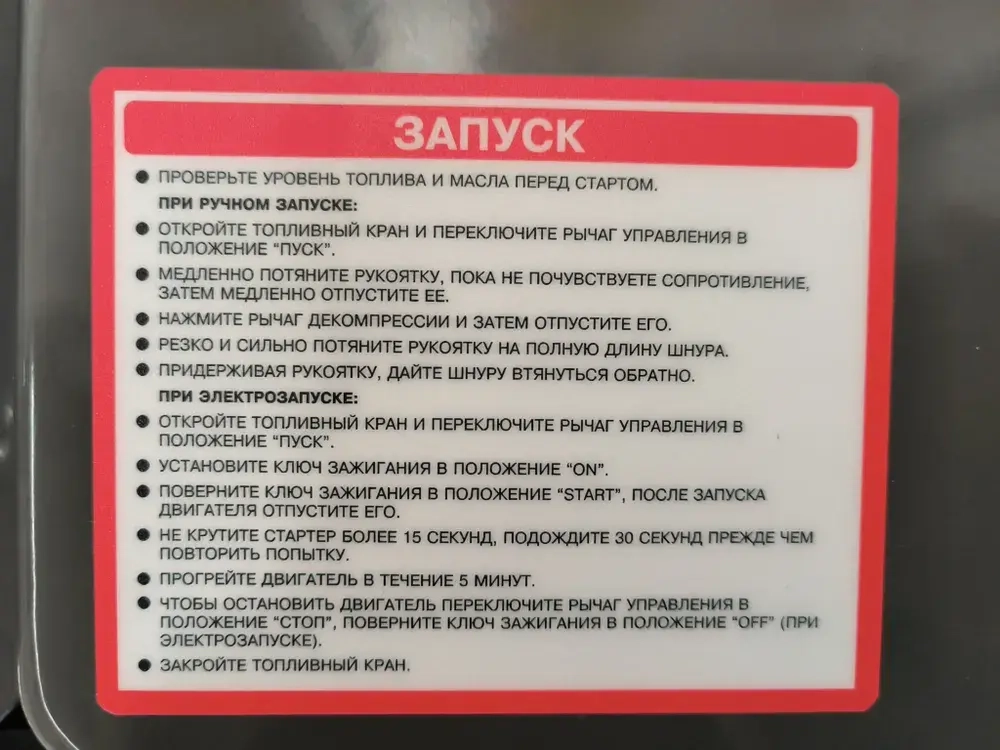 ЗАПУСК
● ПРОВЕРЬТЕ УРОВЕНЬ ТОПЛИВА И МАСЛА ПЕРЕД СТАРТОМ.
ПРИ РУЧНОМ ЗАПУСКЕ:
● ОТКРОЙТЕ ТОПЛИВНЫЙ КРАН И ПЕРЕКЛЮЧИТЕ РЫЧАГ УПРАВЛЕНИЯ В
ПОЛОЖЕНИЕ “ПУСК”.
● МЕДЛЕННО ПОТЯНИТЕ РУКОЯТКУ, ПОКА НЕ ПОЧУВСТВУЕТЕ СОПРОТИВЛЕНИЕ,
ЗАТЕМ МЕДЛЕННО ОТПУСТИТЕ ЕЕ.
● НАЖМИТЕ РЫЧАГ ДЕКОМПРЕССИИ И ЗАТЕМ ОТПУСТИТЕ ЕГО.
● РЕЗКО И СИЛЬНО ПОТЯНИТЕ РУКОЯТКУ НА ПОЛНУЮ ДЛИНУ ШНУРА.
● ПРИДЕРЖИВАЯ РУКОЯТКУ, ДАЙТЕ ШНУРУ ВТЯНУТЬСЯ ОБРАТНО.
ПРИ ЭЛЕКТРОЗАПУСКЕ:
● ОТКРОЙТЕ ТОПЛИВНЫЙ КРАН И ПЕРЕКЛЮЧИТЕ РЫЧАГ УПРАВЛЕНИЯ В
ПОЛОЖЕНИЕ “ПУСК”.
● УСТАНОВИТЕ КЛЮЧ ЗАЖИГАНИЯ В ПОЛОЖЕНИЕ “ON”.
● ПОВЕРНИТЕ КЛЮЧ ЗАЖИГАНИЯ В ПОЛОЖЕНИЕ “START”, ПОСЛЕ ЗАПУСКА
ДВИГАТЕЛЯ ОТПУСТИТЕ ЕГО.
● НЕ КРУТИТЕ СТАРТЕР БОЛЕЕ 15 СЕКУНД, ПОДОЖДИТЕ 30 СЕКУНД ПРЕЖДЕ ЧЕМ
ПОВТОРИТЬ ПОПЫТКУ.
● ПРОГРЕЙТЕ ДВИГАТЕЛЬ В ТЕЧЕНИЕ 5 МИНУТ.
● ЧТОБЫ ОСТАНОВИТЬ ДВИГАТЕЛЬ ПЕРЕКЛЮЧИТЕ РЫЧАГ УПРАВЛЕНИЯ В
ПОЛОЖЕНИЕ “СТОП”, ПОВЕРНИТЕ КЛЮЧ ЗАЖИГАНИЯ В ПОЛОЖЕНИЕ “OFF” (ПРИ
ЭЛЕКТРОЗАПУСКЕ).
● ЗАКРОЙТЕ ТОПЛИВНЫЙ КРАН.